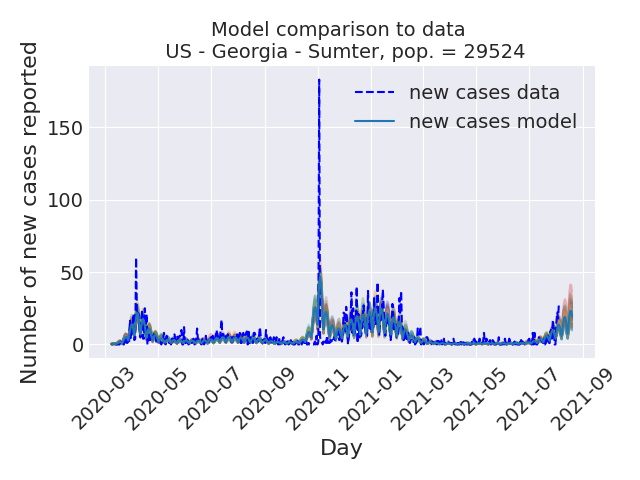 Model comparison to data
US - Georgia - Sumter, pop. = 29524
Number of new cases reported
150
100
50
0
new cases data
new cases model
2020-03
2020-05
2020-07
2020-09
2020-11
2021-01
2021-03
2021-05
2021-07
2021-09
Day